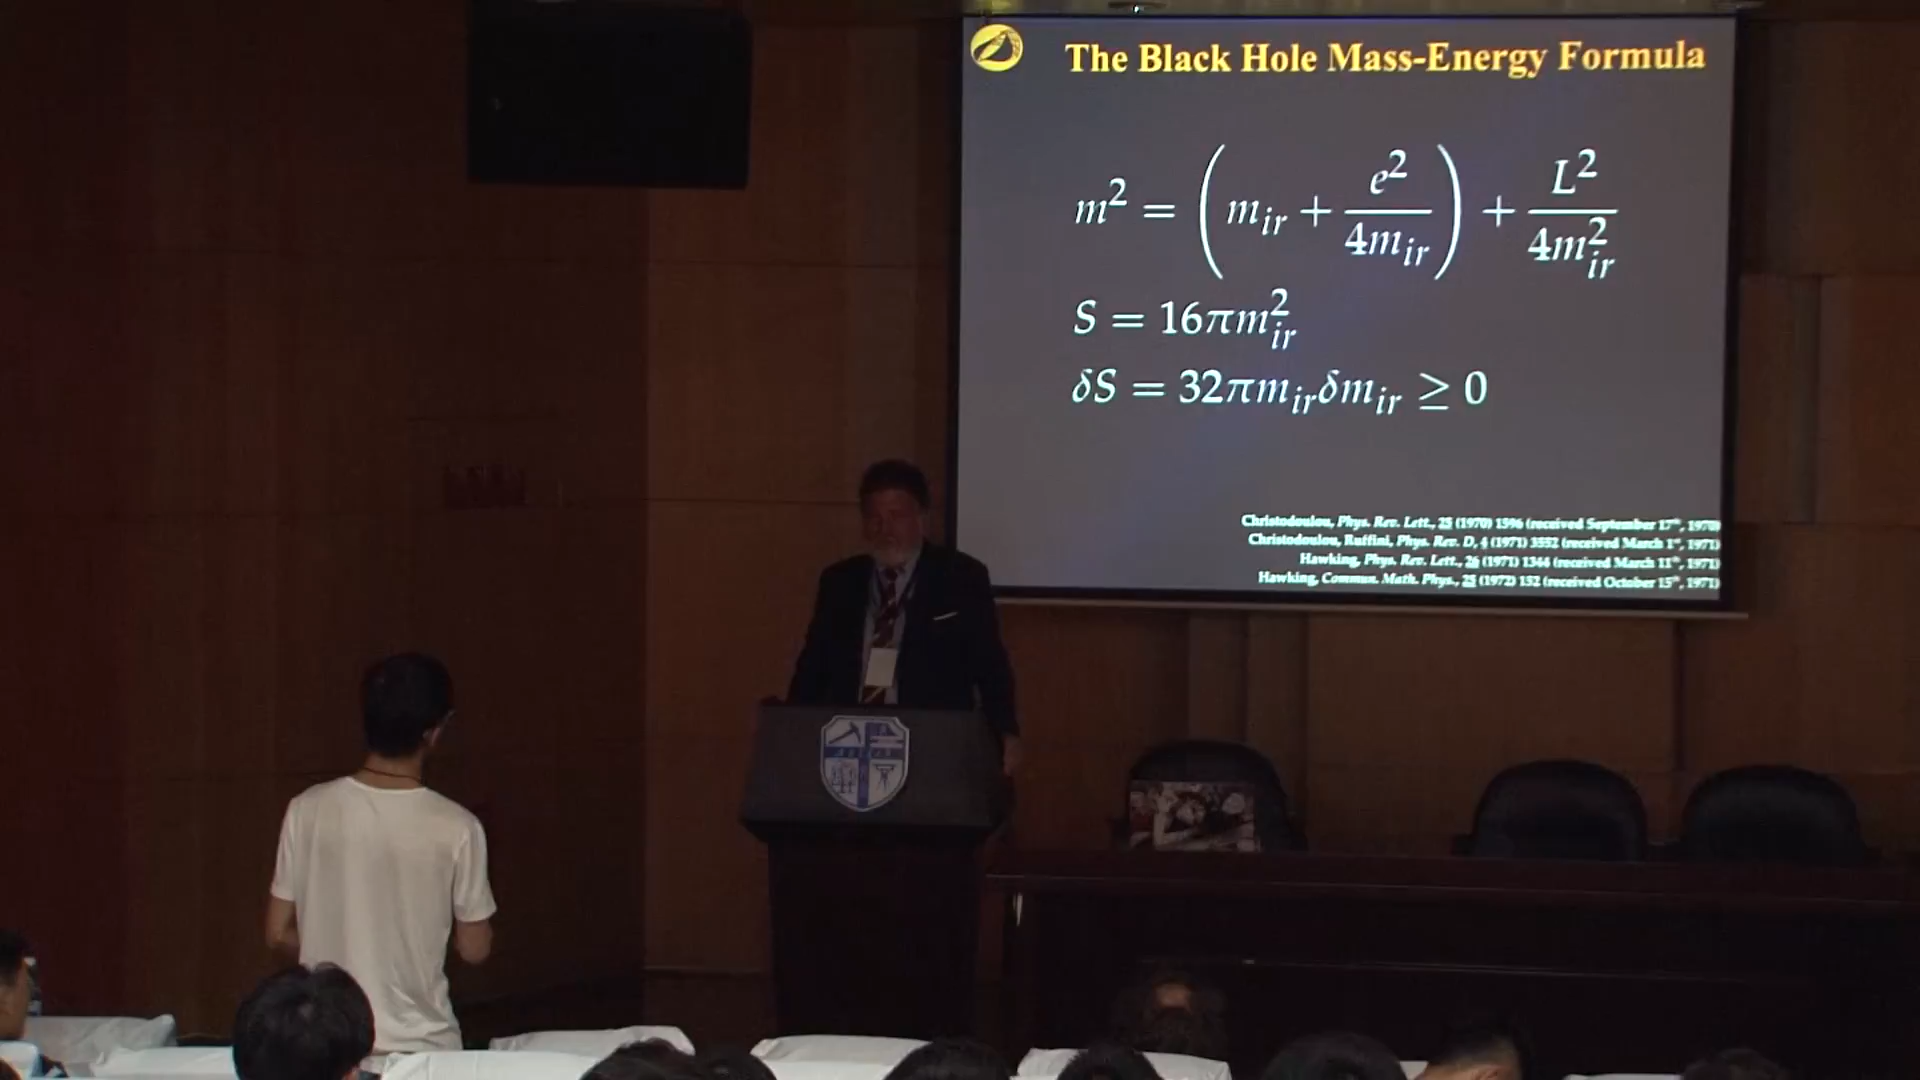 The Black Hole Mass-Energy Formula
m² = (m_ir + e²/4m_ir) + L²/4m²_ir
S = 16πm²_ir
δS = 32πm_irδm_ir ≥ 0
Christodoulou, Phys. Rev. Lett., 25 (1970) 1596 (received September 17th, 1970)
Christodoulou, Ruffini, Phys. Rev. D, 4 (1971) 3552 (received March 1st, 1971)
Hawking, Phys. Rev. Lett., 26 (1971) 1344 (received March 11th, 1971)
Hawking, Commun. Math. Phys., 25 (1972) 152 (received October 15th, 1971)